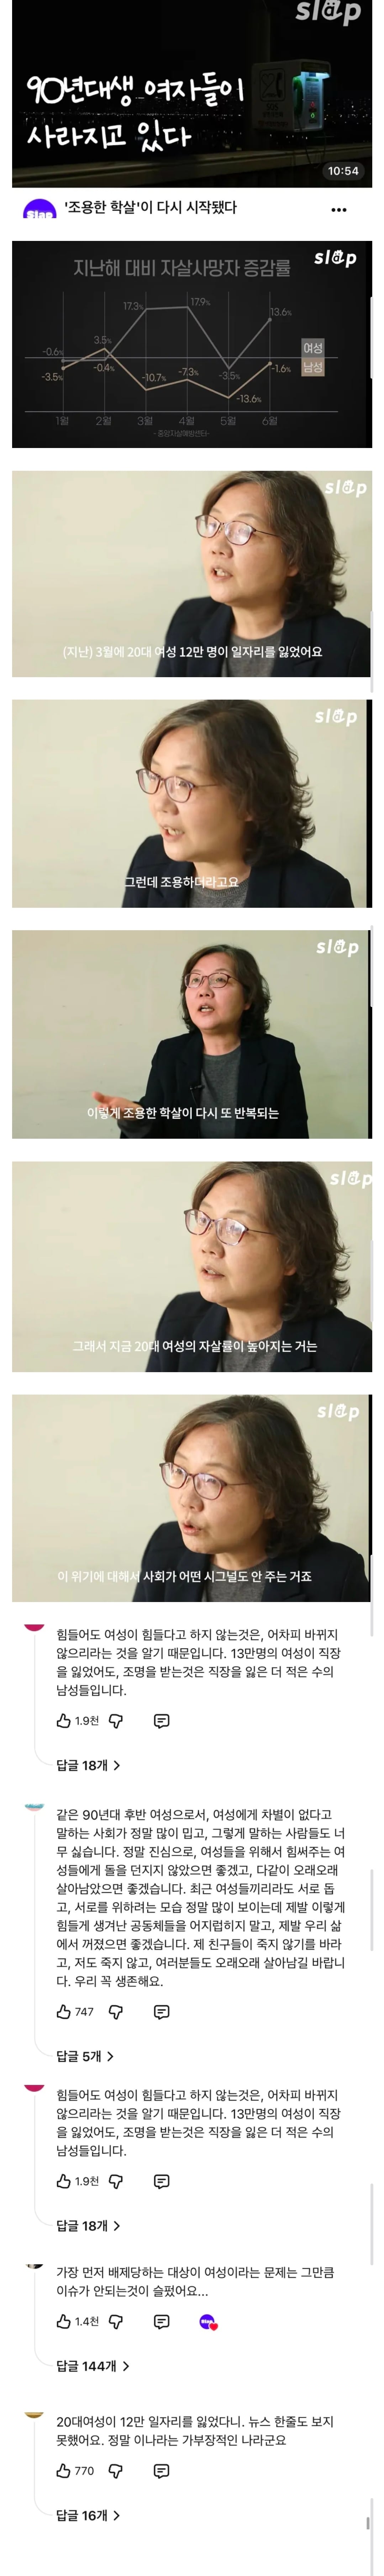 slap
90년대생 여자들이
사라지고 있다
10:54
Slap
'조용한 학살'이 다시 시작됐다
slap
지난해 대비 자살사망자 증감률
17.3%
17.9%
13.6%
3.5%
-0.6%
-3.5%
-0.4%
-10.7%
-7.3%
-3.5%
-13.6%
-1.6%
여성
남성
1월 2월 3월 4월 5월 6월
-중앙자살예방센터-
slap
(지난) 3월에 20대 여성 12만 명이 일자리를 잃었어요
slap
그런데 조용하더라고요
slap
이렇게 조용한 학살이 다시 또 반복되는
slap
그래서 지금 20대 여성의 자살률이 높아지는 거는
slap
이 위기에 대해서 사회가 어떤 시그널도 안 주는 거죠
힘들어도 여성이 힘들다고 하지 않는것은, 어차피 바뀌지
않으리라는 것을 알기 때문입니다. 13만명의 여성이 직장
을 잃었어도, 조명을 받는것은 직장을 잃은 더 적은 수의
남성들입니다.
1.9천
답글 18개
같은 90년대 후반 여성으로서, 여성에게 차별이 없다고
말하는 사회가 정말 많이 밉고, 그렇게 말하는 사람들도 너
무 싫습니다. 정말 진심으로, 여성들을 위해서 힘써주는 여
성들에게 돌을 던지지 않았으면 좋겠고, 다같이 오래오래
살아남았으면 좋겠습니다. 최근 여성들끼리라도 서로 돕
고, 서로를 위하려는 모습 정말 많이 보이는데 제발 이렇게
힘들게 생겨난 공동체들을 어지럽히지 말고, 제발 우리 삶
에서 꺼졌으면 좋겠습니다. 제 친구들이 죽지 않기를 바라
고, 저도 죽지 않고, 여러분들도 오래오래 살아남길 바랍니
다. 우리 꼭 생존해요.
747
답글 5개
힘들어도 여성이 힘들다고 하지 않는것은, 어차피 바뀌지
않으리라는 것을 알기 때문입니다. 13만명의 여성이 직장
을 잃었어도, 조명을 받는것은 직장을 잃은 더 적은 수의
남성들입니다.
1.9천
답글 18개
가장 먼저 배제당하는 대상이 여성이라는 문제는 그만큼
이슈가 안되는것이 슬펐어요...
1.4천
답글 144개
20대여성이 12만 일자리를 잃었다니. 뉴스 한줄도 보지
못했어요. 정말 이나라는 가부장적인 나라군요
770
답글 16개